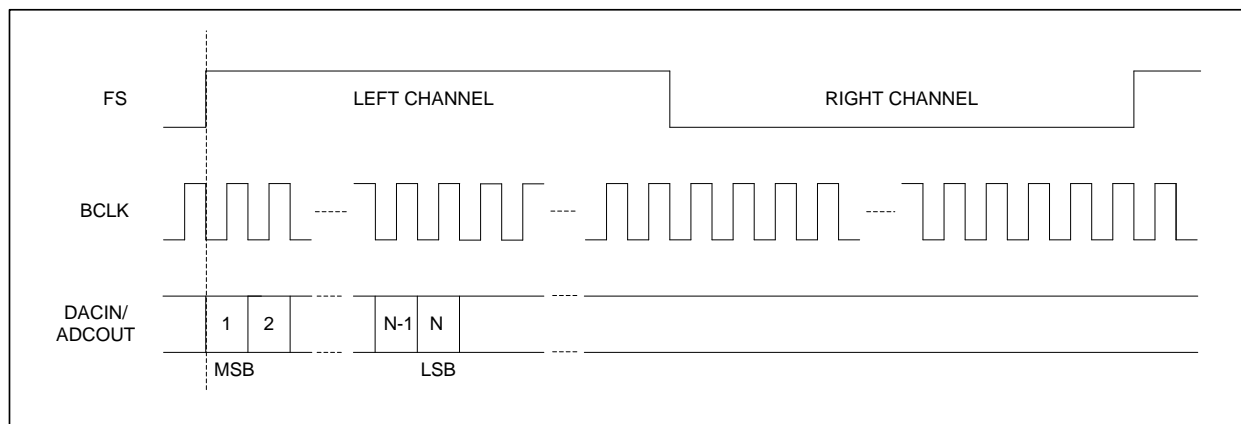 FS
LEFT CHANNEL
RIGHT CHANNEL
BCLK
DACIN/
ADCOUT
1
2
N-1
N
MSB
LSB